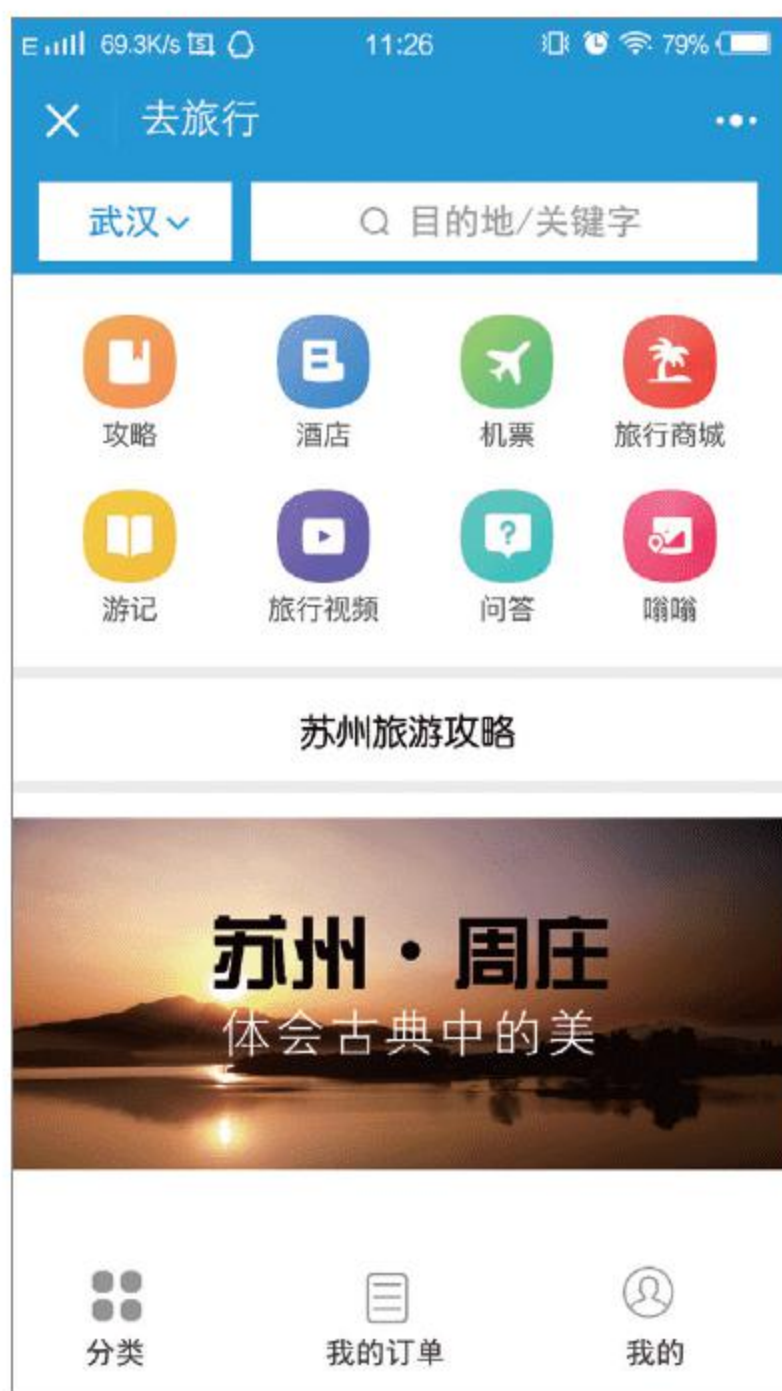 69.3K/s 11:26 79%
去旅行
武汉 目的地/关键字
攻略 酒店 机票 旅行商城
游记 旅行视频 问答 嗡嗡
苏州旅游攻略
苏州·周庄
体会古典中的美
分类 我的订单 我的